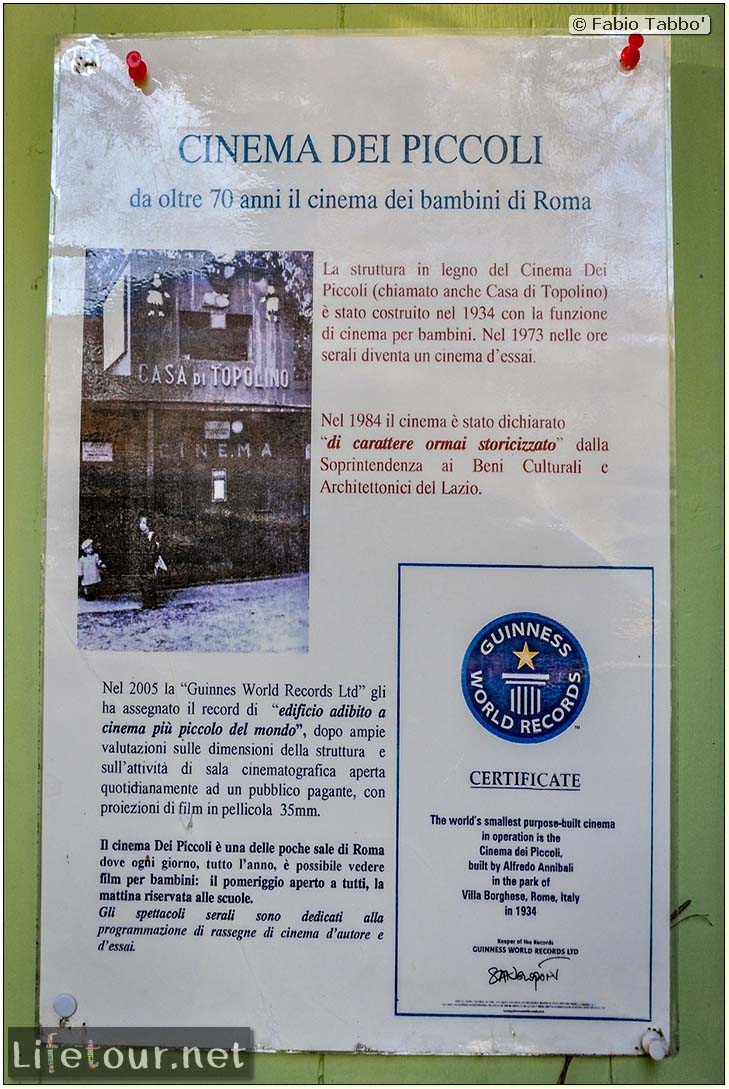 © Fabio Tabbo'
CINEMA DEI PICCOLI
da oltre 70 anni il cinema dei bambini di Roma
CASA DI TOPOLINO
CINEMA
La struttura in legno del Cinema Dei
Piccoli (chiamato anche Casa di Topolino)
è stato costruito nel 1934 con la funzione
di cinema per bambini. Nel 1973 nelle ore
serali diventa un cinema d'essai.
Nel 1984 il cinema è stato dichiarato
"di carattere ormai storicizzato" dalla
Soprintendenza ai Beni Culturali e
Architettonici del Lazio.
Nel 2005 la "Guinnes World Records Ltd" gli
ha assegnato il record di "edificio adibito a
cinema più piccolo del mondo", dopo ampie
valutazioni sulle dimensioni della struttura e
sull'attività di sala cinematografica aperta
quotidianamente ad un pubblico pagante, con
proiezioni di film in pellicola 35mm.
Il cinema Dei Piccoli è una delle poche sale di Roma
dove ogni giorno, tutto l'anno, è possibile vedere
film per bambini: il pomeriggio aperto a tutti, la
mattina riservata alle scuole.
Gli spettacoli serali sono dedicati alla
programmazione di rassegne di cinema d'autore e
d'essai.
GUINNESS
WORLD RECORDS
TM
CERTIFICATE
The world's smallest purpose-built cinema
in operation is the
Cinema dei Piccoli,
built by Alfredo Annibali
in the park of
Villa Borghese, Rome, Italy
in 1934
Keeper of the Records
GUINNESS WORLD RECORDS LTD
Lifetour.net